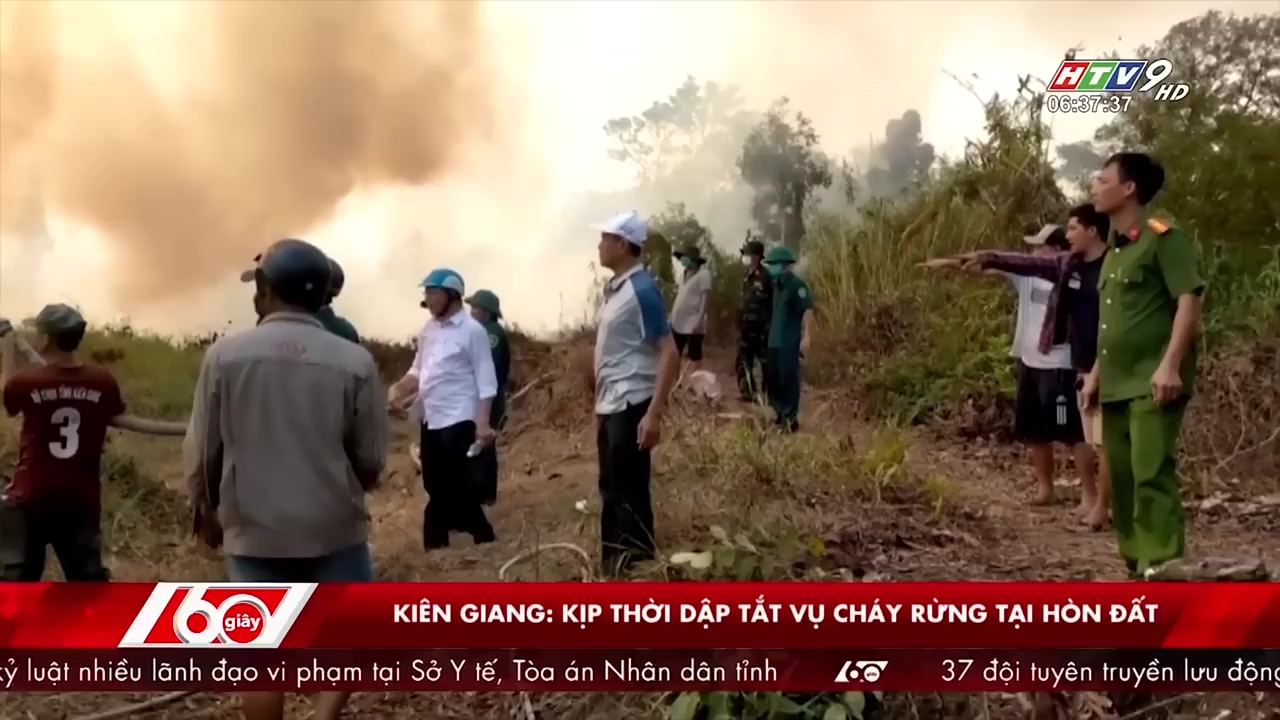 HTV9 HD
06:37:37
3
60 giây
KIÊN GIANG: KỊP THỜI DẬP TẮT VỤ CHÁY RỪNG TẠI HÒN ĐẤT
kỷ luật nhiều lãnh đạo vi phạm tại Sở Y tế, Tòa án Nhân dân tỉnh 60 37 đội tuyên truyền lưu động